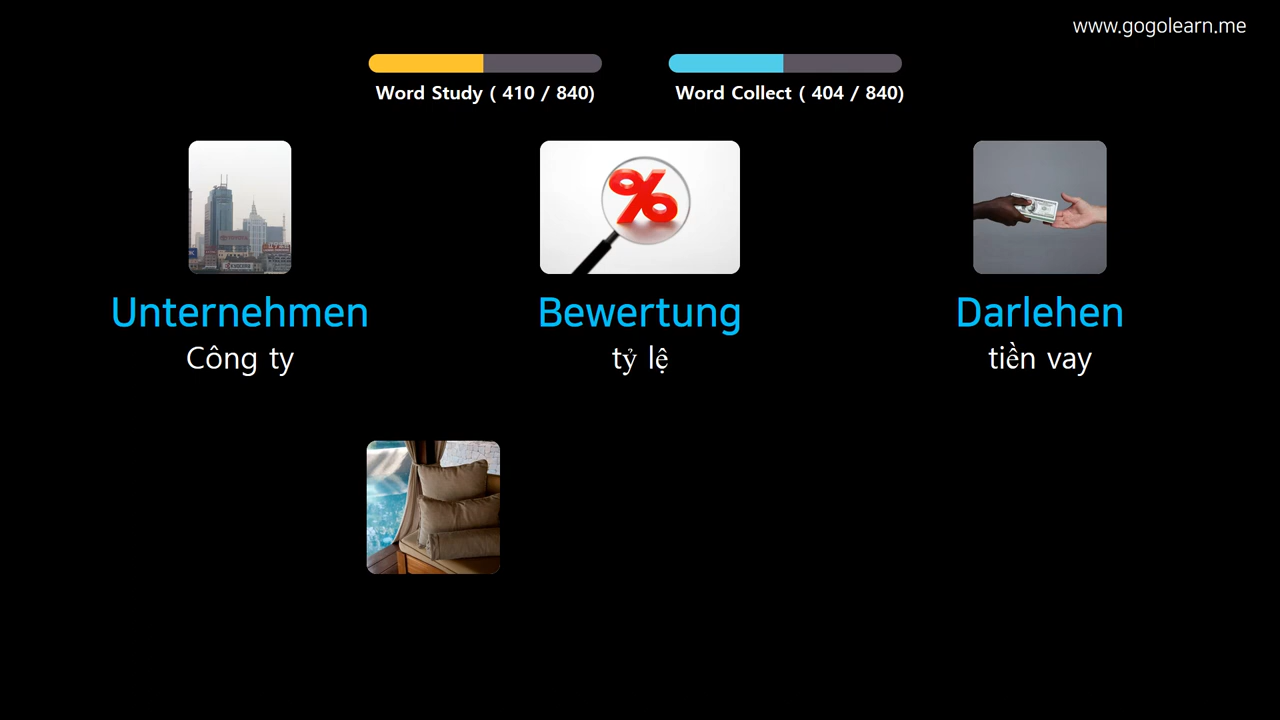 www.gogolearn.me
Word Study ( 410 / 840)
Word Collect ( 404 / 840)
Unternehmen
Bewertung
Darlehen
Công ty
tỷ lệ
tiền vay